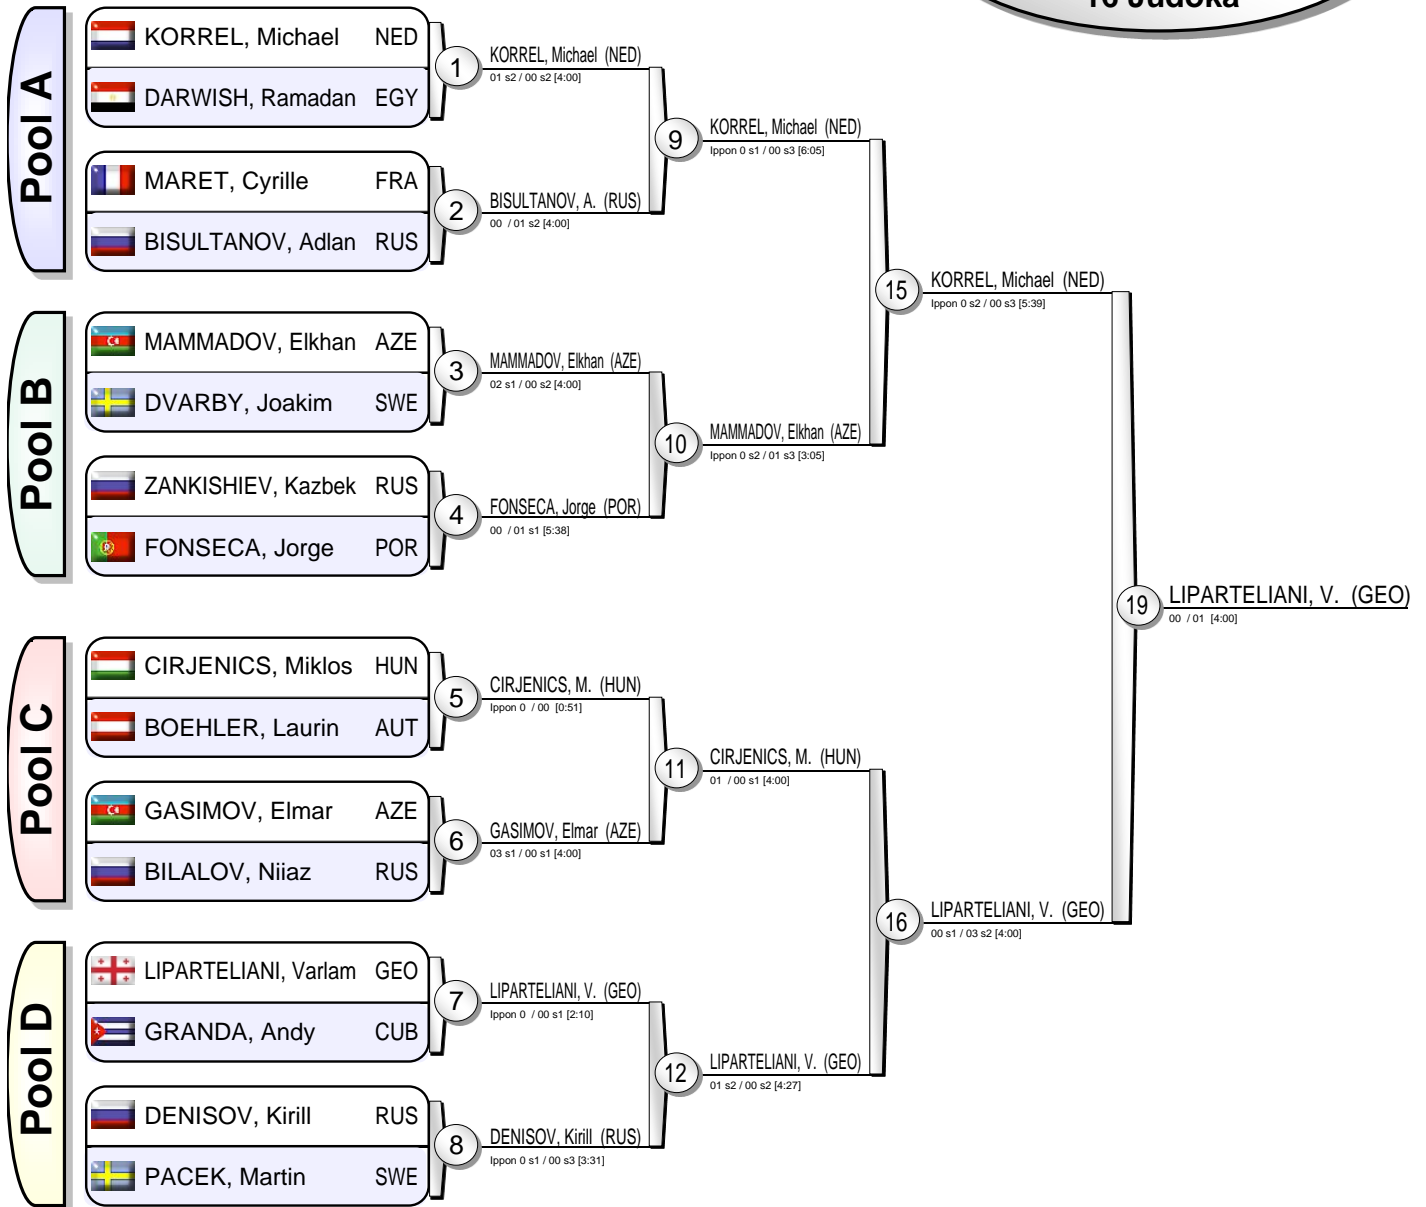 16 Judoka
Pool A
KORREL, Michael NED
DARWISH, Ramadan EGY
1
KORREL, Michael (NED)
01 s2 / 00 s2 [4:00]
MARET, Cyrille FRA
BISULTANOV, Adlan RUS
2
BISULTANOV, A. (RUS)
00 / 01 s2 [4:00]
9
KORREL, Michael (NED)
Ippon 0 s1 / 00 s3 [6:05]
Pool B
MAMMADOV, Elkhan AZE
DVARBY, Joakim SWE
3
MAMMADOV, Elkhan (AZE)
02 s1 / 00 s2 [4:00]
ZANKISHIEV, Kazbek RUS
FONSECA, Jorge POR
4
FONSECA, Jorge (POR)
00 / 01 s1 [5:38]
10
MAMMADOV, Elkhan (AZE)
Ippon 0 s2 / 01 s3 [3:05]
15
KORREL, Michael (NED)
Ippon 0 s2 / 00 s3 [5:39]
Pool C
CIRJENICS, Miklos HUN
BOEHLER, Laurin AUT
5
CIRJENICS, M. (HUN)
Ippon 0 / 00 [0:51]
GASIMOV, Elmar AZE
BILALOV, Niiaz RUS
6
GASIMOV, Elmar (AZE)
03 s1 / 00 s1 [4:00]
11
CIRJENICS, M. (HUN)
01 / 00 s1 [4:00]
Pool D
LIPARTELIANI, Varlam GEO
GRANDA, Andy CUB
7
LIPARTELIANI, V. (GEO)
Ippon 0 / 00 s1 [2:10]
DENISOV, Kirill RUS
PACEK, Martin SWE
8
DENISOV, Kirill (RUS)
Ippon 0 s1 / 00 s3 [3:31]
12
LIPARTELIANI, V. (GEO)
01 s2 / 00 s2 [4:27]
16
LIPARTELIANI, V. (GEO)
00 s1 / 03 s2 [4:00]
19
LIPARTELIANI, V. (GEO)
00 / 01 [4:00]